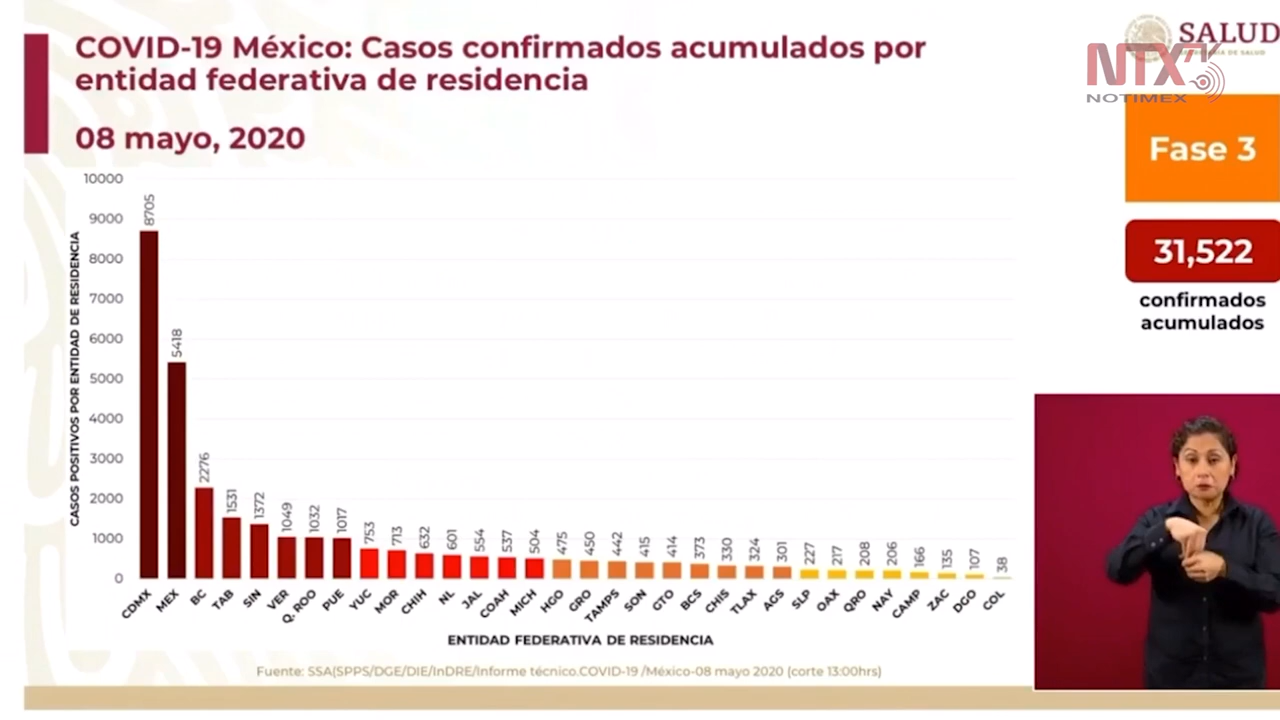 COVID-19 México: Casos confirmados acumulados por
entidad federativa de residencia
08 mayo, 2020
SALUD
SECRETARÍA DE SALUD
NTX
NOTIMEX
Fase 3
31,522
confirmados
acumulados
CASOS POSITIVOS POR ENTIDAD DE RESIDENCIA
10000
9000
8000
7000
6000
5000
4000
3000
2000
1000
0
8705
5418
2276
1531
1372
1049
1032
1017
753
713
632
601
554
537
504
475
450
442
415
414
373
330
324
301
227
217
208
206
166
135
107
38
CDMX
MEX
BC
TAB
SIN
VER
Q. ROO
PUE
YUC
MOR
CHIH
NL
JAL
COAH
MICH
HGO
GRO
TAMPS
SON
GTO
BCS
CHIS
TLAX
AGS
SLP
OAX
QRO
NAY
CAMP
ZAC
DGO
COL
ENTIDAD FEDERATIVA DE RESIDENCIA
Fuente: SSA(SPPS/DGE/DIE/InDRE/Informe técnico.COVID-19 /México-08 mayo 2020 (corte 13:00hrs)